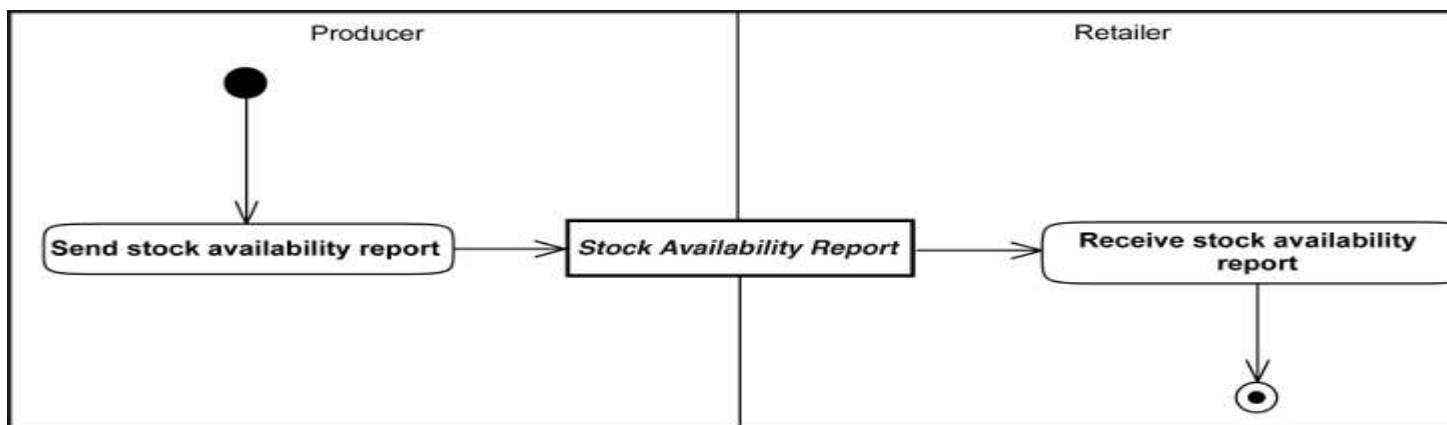 Producer
Retailer
Send stock availability report
Stock Availability Report
Receive stock availability
report